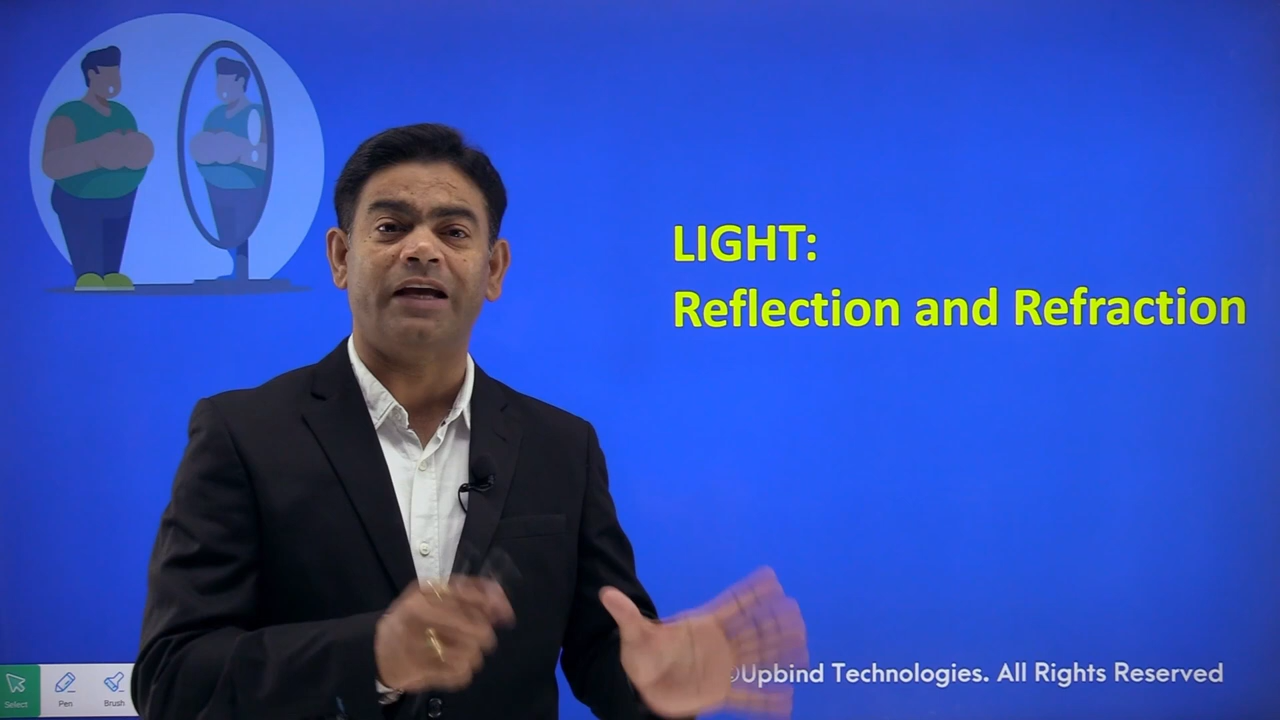 LIGHT:
Reflection and Refraction
©Upbind Technologies. All Rights Reserved
Select
Pen
Brush